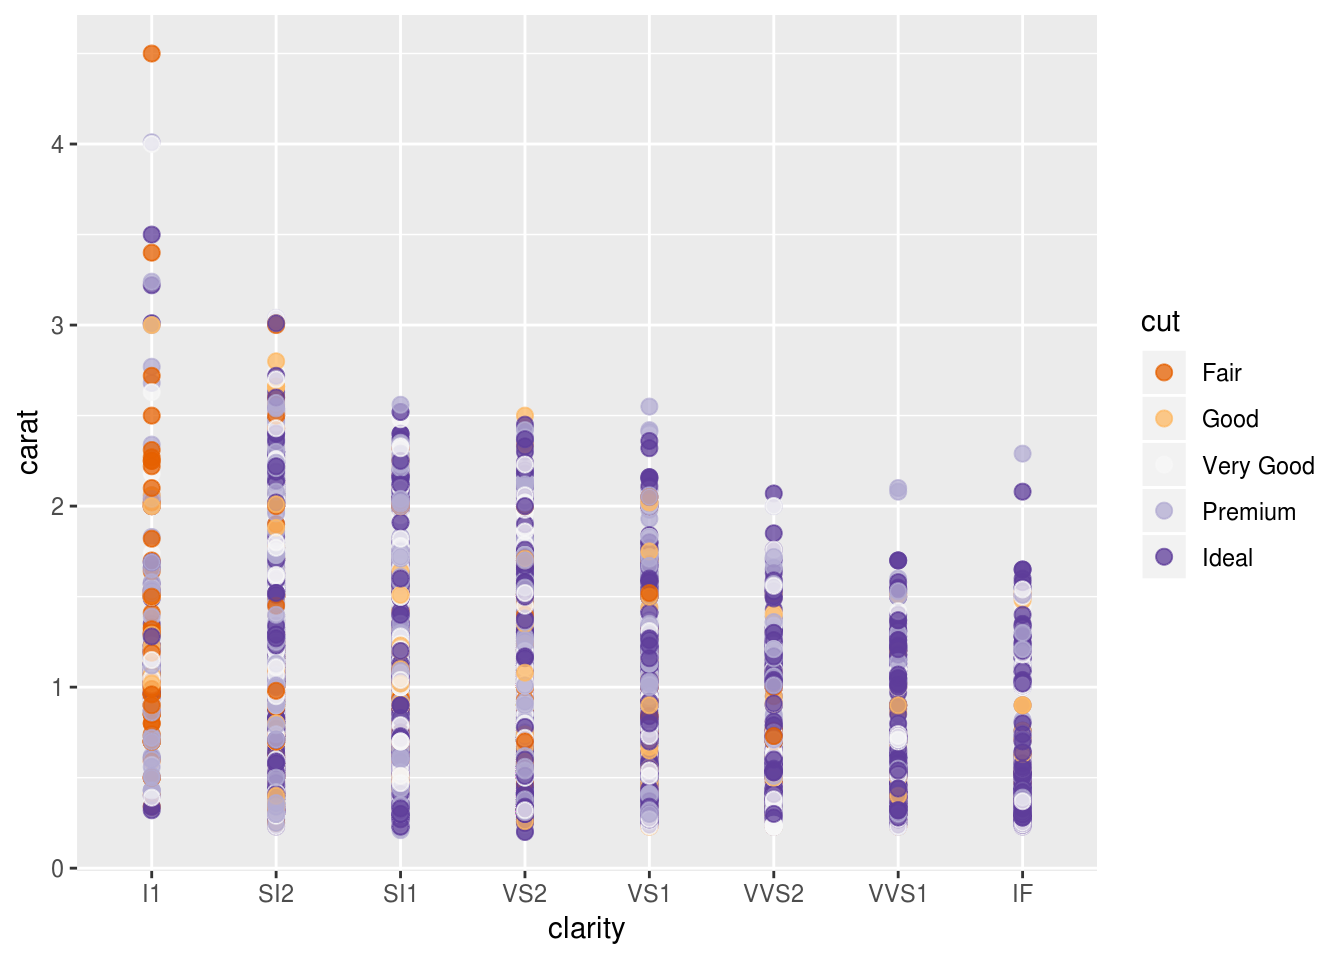 4
3
2
1
0
carat
I1 SI2 SI1 VS2 VS1 VVS2 VVS1 IF
clarity
cut
Fair
Good
Very Good
Premium
Ideal